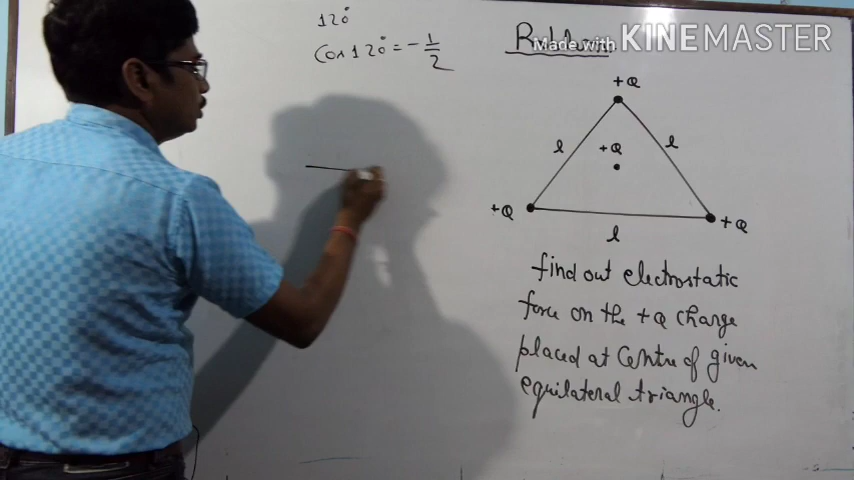 120°
Cos 120° = -1/2
Made with KINEMASTER
+Q
l
+Q
l
+Q
+Q
l
find out electrostatic
force on the +Q charge
placed at Centre of given
equilateral triangle.